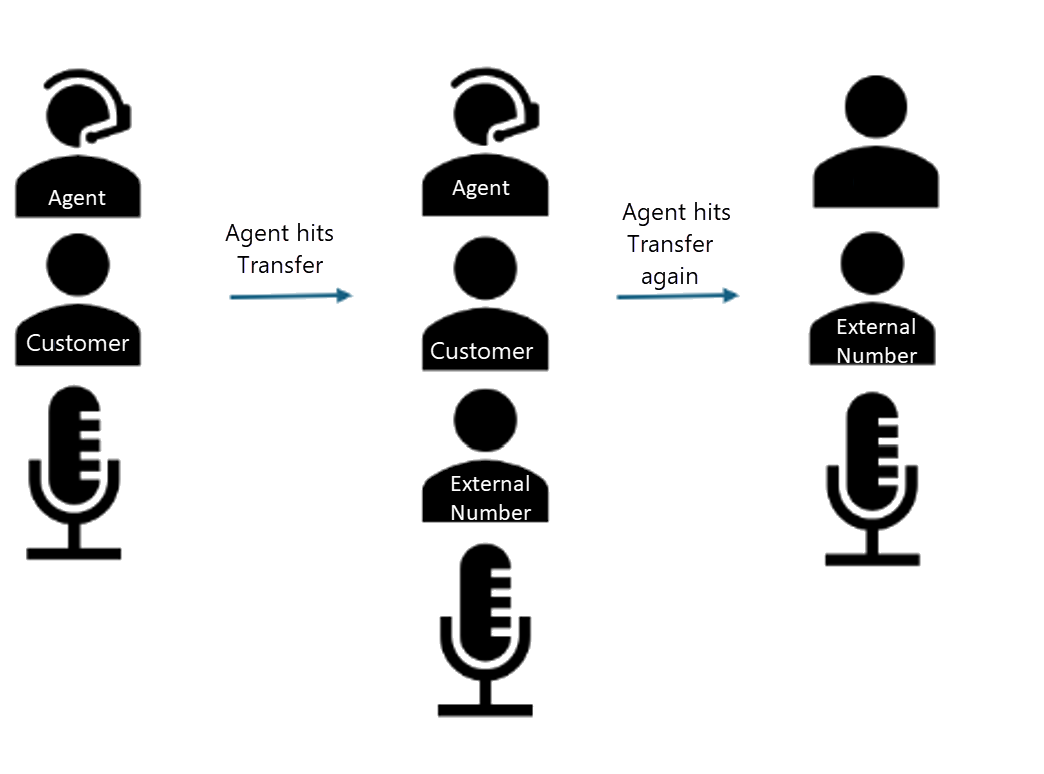 Agent
Customer
Agent hits
Transfer
Agent
Customer
External
Number
Agent hits
Transfer
again
External
Number